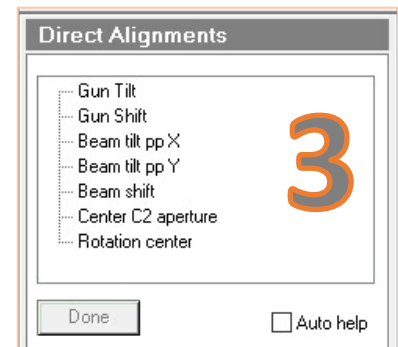 Direct Alignments
Gun Tilt
Gun Shift
Beam tilt pp X
Beam tilt pp Y
Beam shift
Center C2 aperture
Rotation center
3
Done
Auto help